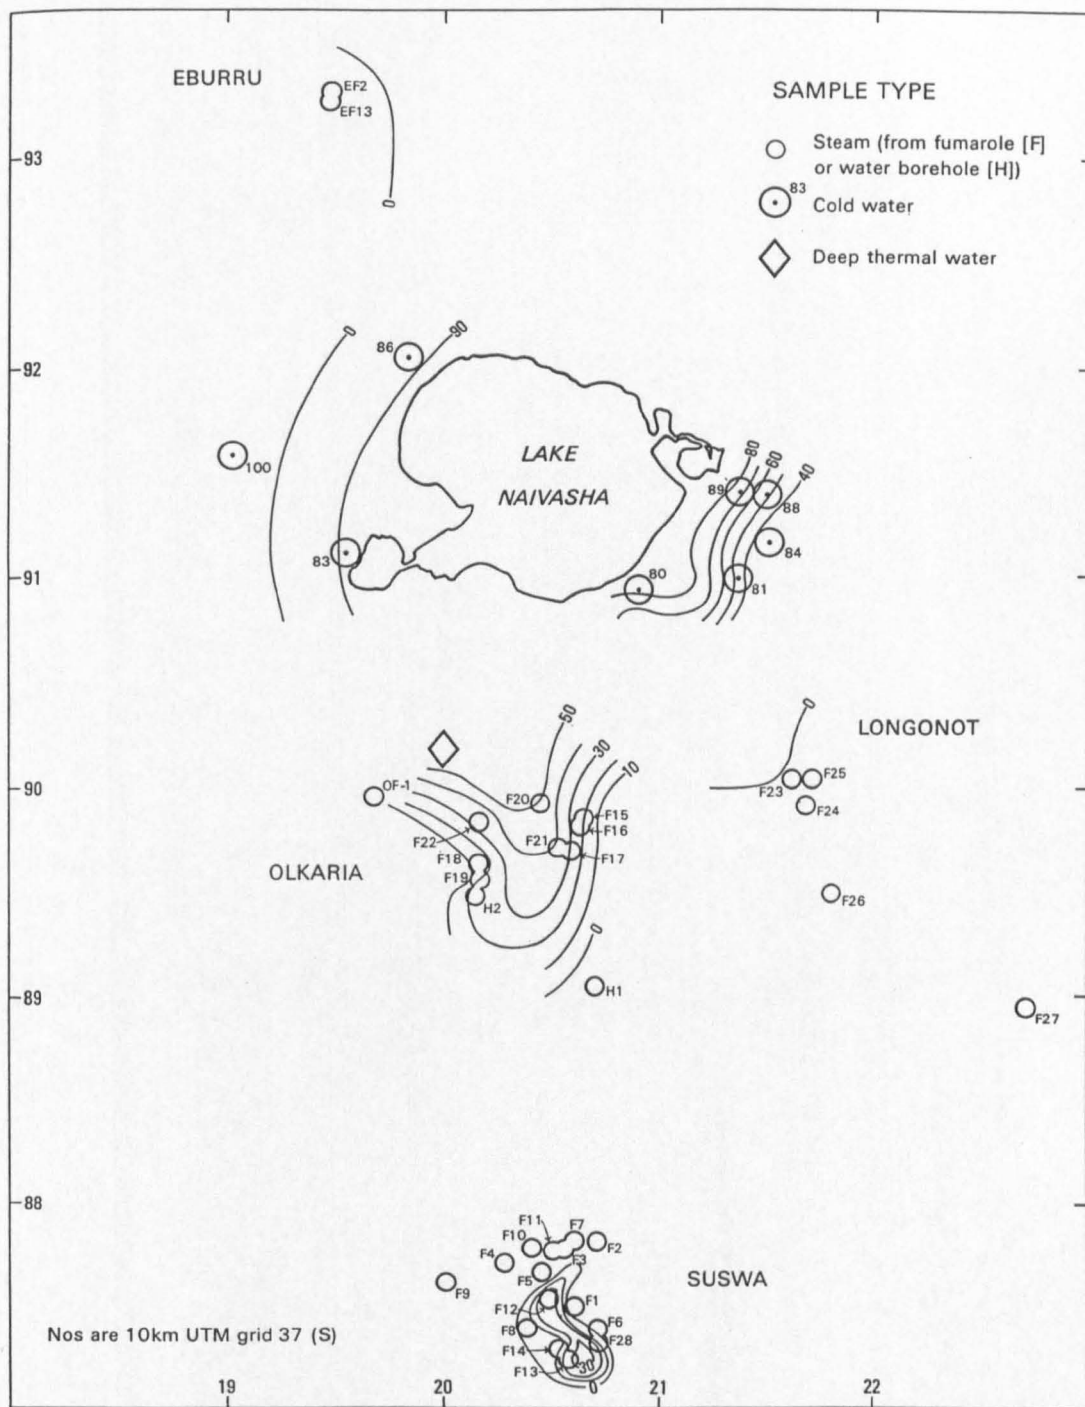 EBURRU
EF2
EF13
0
SAMPLE TYPE
Steam (from fumarole [F]
or water borehole [H])
83
Cold water
Deep thermal water
93
92
91
90
89
88
0
90
86
100
83
LAKE
NAIVASHA
80
60
40
89
88
84
80
81
50
30
10
0
OF-1
F20
F15
F16
F22
F21
F17
F18
F19
H2
OLKARIA
0
H1
LONGONOT
F25
F23
F24
F26
F27
F11
F7
F10
F2
F4
F3
F5
F9
SUSWA
F12
F1
F8
F6
F28
F14
F13
30
0
Nos are 10km UTM grid 37 (S)
19
20
21
22